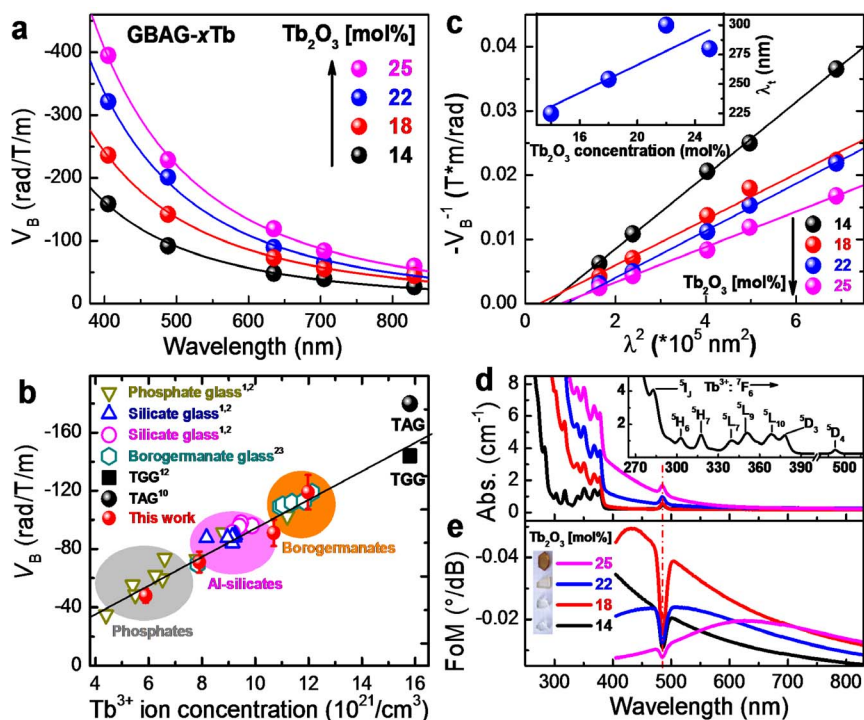 a
GBAG-xTb
Tb2O3 [mol%]
25
22
18
14
-400
-300
-200
-100
0
VB (rad/T/m)
400 500 600 700 800
Wavelength (nm)
b
Phosphate glass1,2
Silicate glass1,2
Silicate glass1,2
Borogermanate glass23
TGG12
TAG10
This work
TAG
TGG
Borogermanates
Al-silicates
Phosphates
-160
-120
-80
-40
0
VB (rad/T/m)
4 6 8 10 12 14 16
Tb3+ ion concentration (10^21/cm3)
c
0.04
0.03
0.02
0.01
0.00
-VB^-1 (T*m/rad)
300
275
250
225
λt (nm)
15 20 25
Tb2O3 concentration (mol%)
14
18
22
25
Tb2O3 [mol%]
0 2 4 6
λ2 (*10^5 nm2)
d
8
6
4
2
0
Abs. (cm-1)
4
2
5IJ Tb3+: 7F6
5H6
5H7
5L7
5L9
5L10
5D3
5D4
270 300 330 360 390 500
e
Tb2O3 [mol%]
25
22
18
14
-0.04
-0.02
FoM (°/dB)
300 400 500 600 700 800
Wavelength (nm)